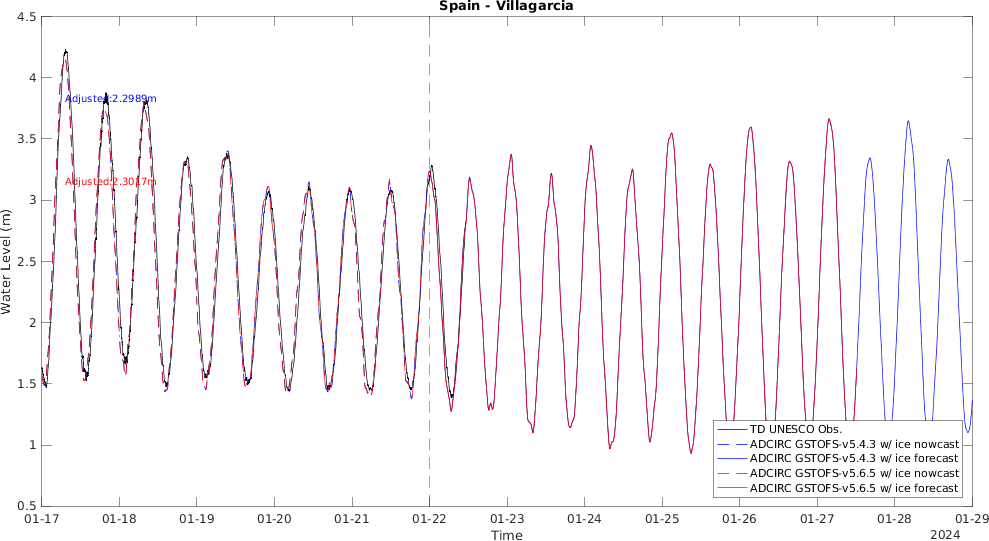 Spain - Villagarcia
Water Level (m)
4.5
4
3.5
3
2.5
2
1.5
1
0.5
Adjusted:2.2989m
Adjusted:2.3017m
TD UNESCO Obs.
ADCIRC GSTOFS-v5.4.3 w/ ice nowcast
ADCIRC GSTOFS-v5.4.3 w/ ice forecast
ADCIRC GSTOFS-v5.6.5 w/ ice nowcast
ADCIRC GSTOFS-v5.6.5 w/ ice forecast
01-17 01-18 01-19 01-20 01-21 01-22 01-23 01-24 01-25 01-26 01-27 01-28 01-29
Time
2024